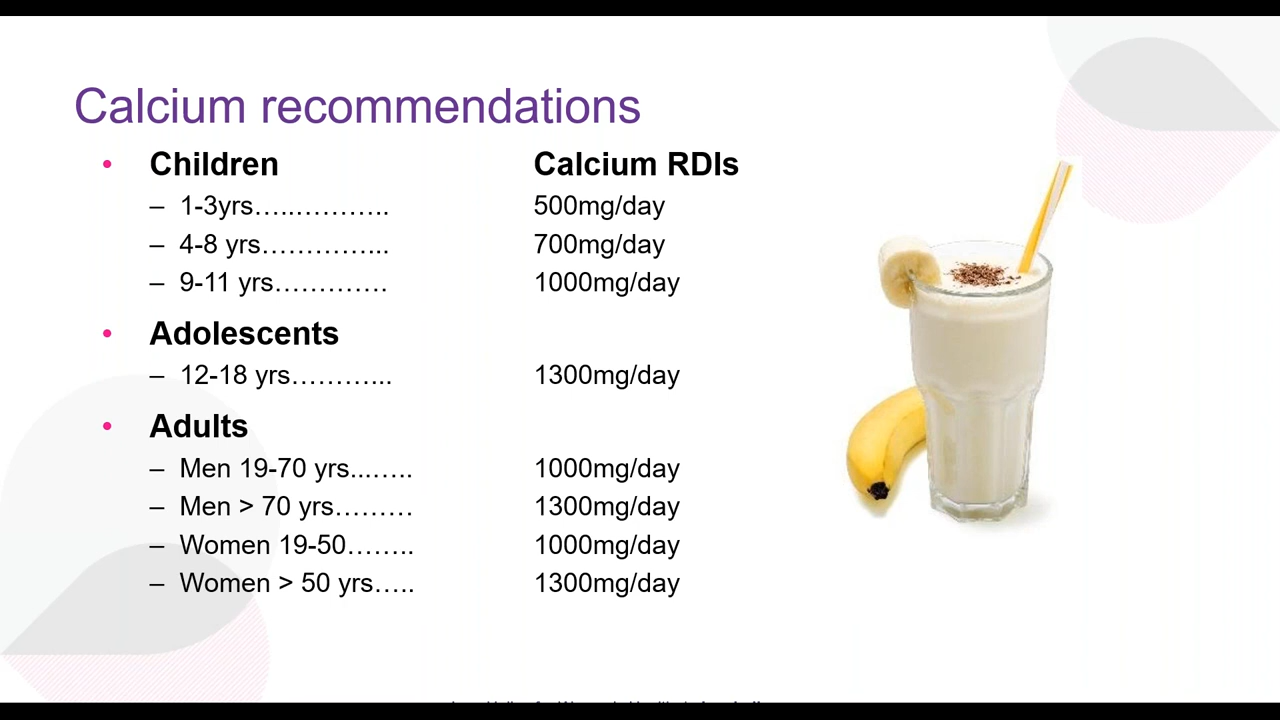 Calcium recommendations
• Children Calcium RDIs
– 1-3yrs…..……….. 500mg/day
– 4-8 yrs…………... 700mg/day
– 9-11 yrs…………. 1000mg/day
• Adolescents
– 12-18 yrs………... 1300mg/day
• Adults
– Men 19-70 yrs...….. 1000mg/day
– Men > 70 yrs……… 1300mg/day
– Women 19-50…….. 1000mg/day
– Women > 50 yrs….. 1300mg/day